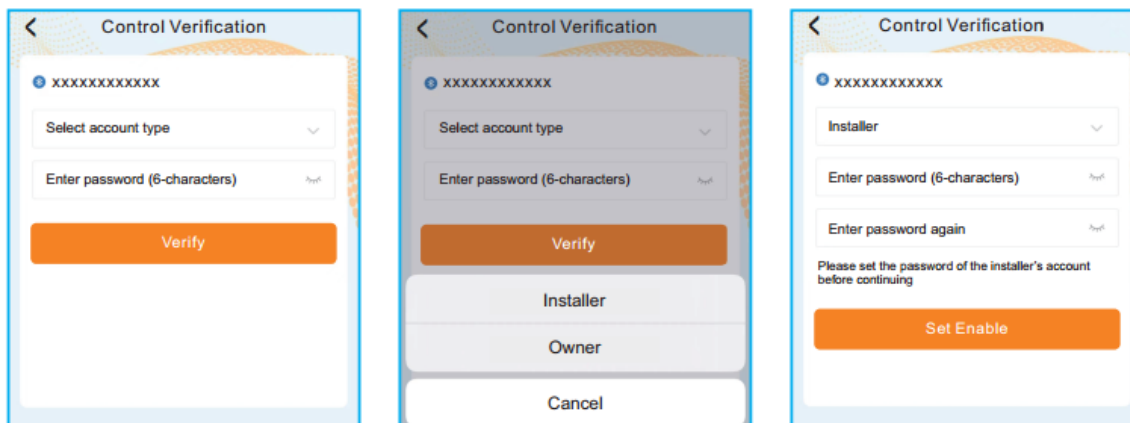 Control Verification
xxxxxxxxxxxx
Select account type
Enter password (6-characters)
Verify
Control Verification
xxxxxxxxxxxx
Select account type
Enter password (6-characters)
Verify
Installer
Owner
Cancel
Control Verification
xxxxxxxxxxxx
Installer
Enter password (6-characters)
Enter password again
Please set the password of the installer's account
before continuing
Set Enable